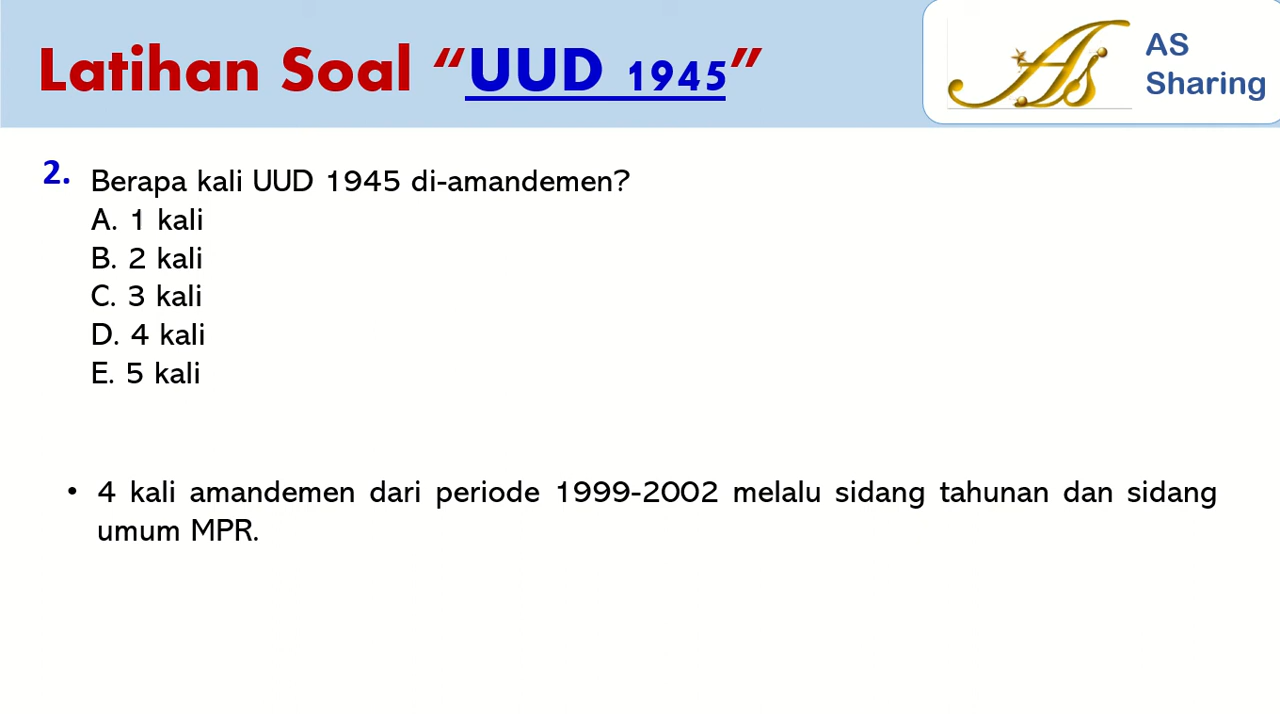 Latihan Soal “UUD 1945”
As
AS
Sharing
2. Berapa kali UUD 1945 di-amandemen?
A. 1 kali
B. 2 kali
C. 3 kali
D. 4 kali
E. 5 kali
• 4 kali amandemen dari periode 1999-2002 melalu sidang tahunan dan sidang
umum MPR.